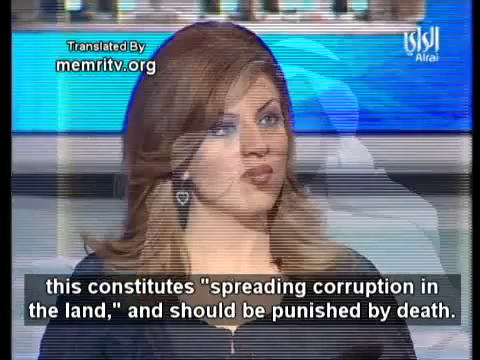 Translated By
memritv.org
الراي
Alrai
this constitutes "spreading corruption in
the land," and should be punished by death.